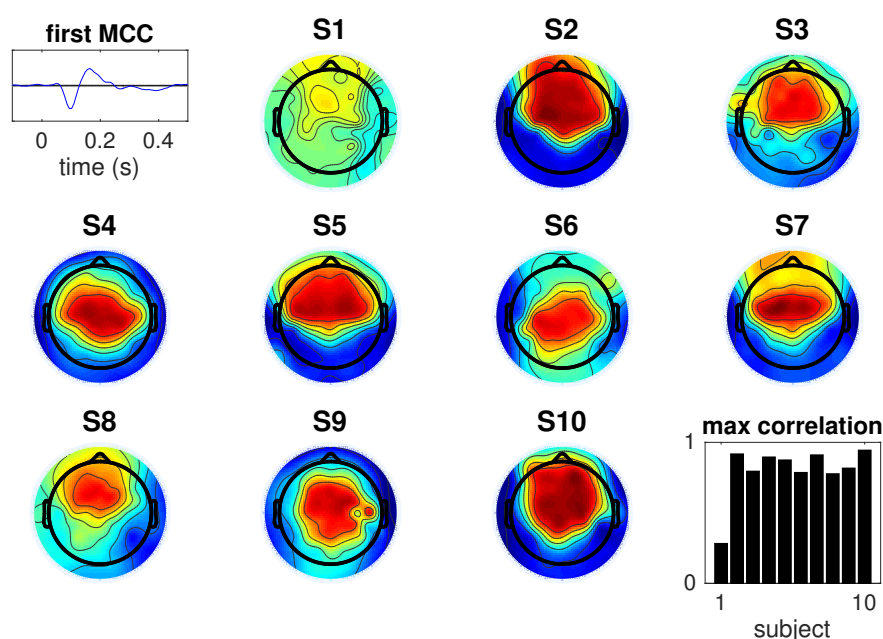 first MCC
0 0.2 0.4
time (s)
S1
S2
S3
S4
S5
S6
S7
S8
S9
S10
max correlation
1
0
1 10
subject